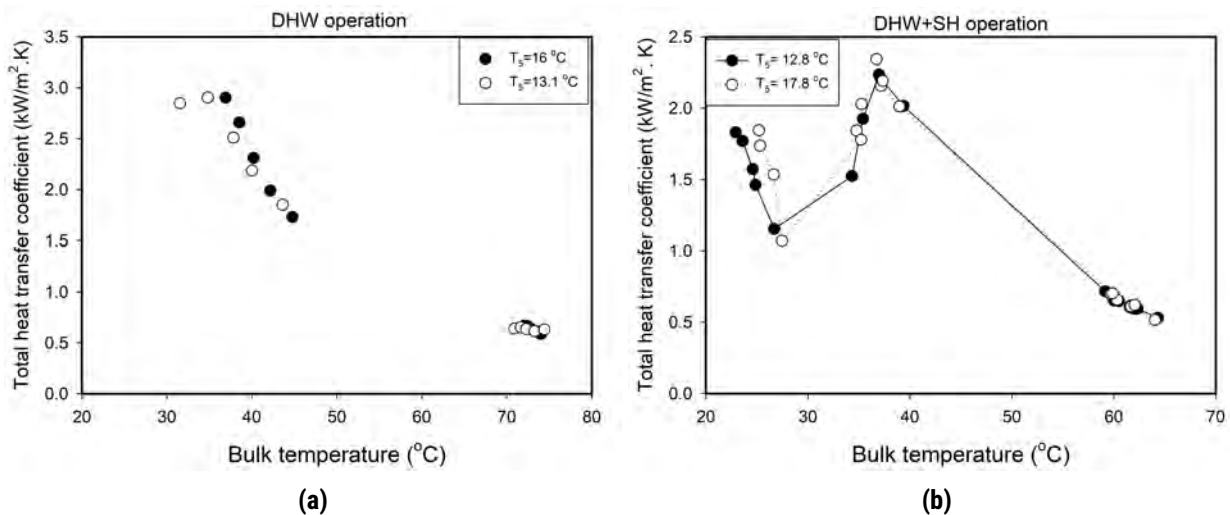 DHW operation
Total heat transfer coefficient (kW/m².K)
3.5
3.0
2.5
2.0
1.5
1.0
0.5
0.0
T₅=16 °C
T₅=13.1 °C
20 30 40 50 60 70 80
Bulk temperature (°C)
(a)
DHW+SH operation
Total heat transfer coefficient (kW/m². K)
2.5
2.0
1.5
1.0
0.5
0.0
T₅= 12.8 °C
T₅= 17.8 °C
20 30 40 50 60 70
Bulk temperature (°C)
(b)